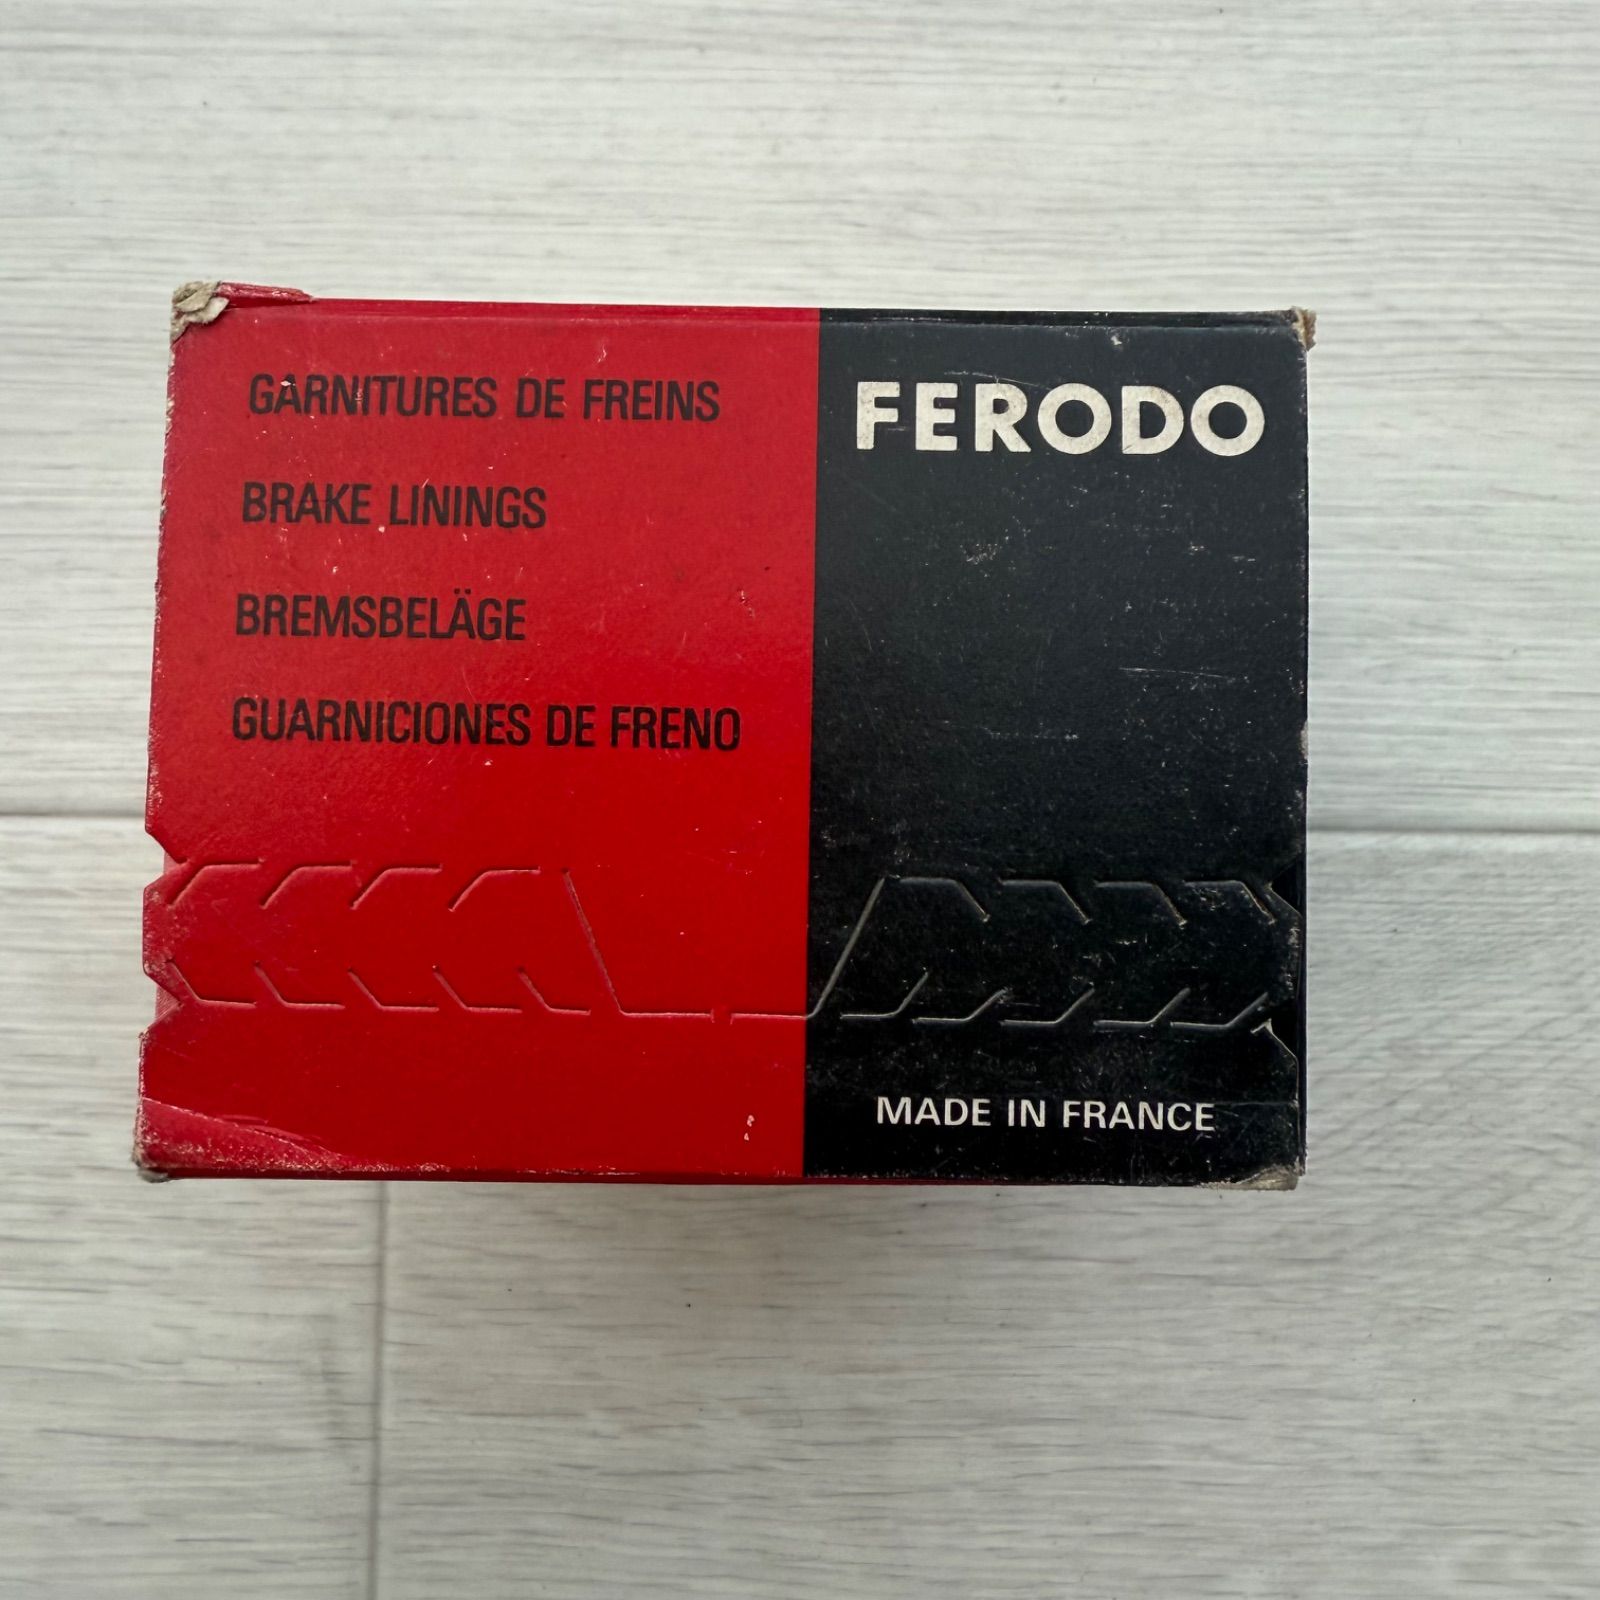 GARNITURES DE FREINS
BRAKE LININGS
BREMSBELÄGE
GUARNICIONES DE FRENO
FERODO
MADE IN FRANCE